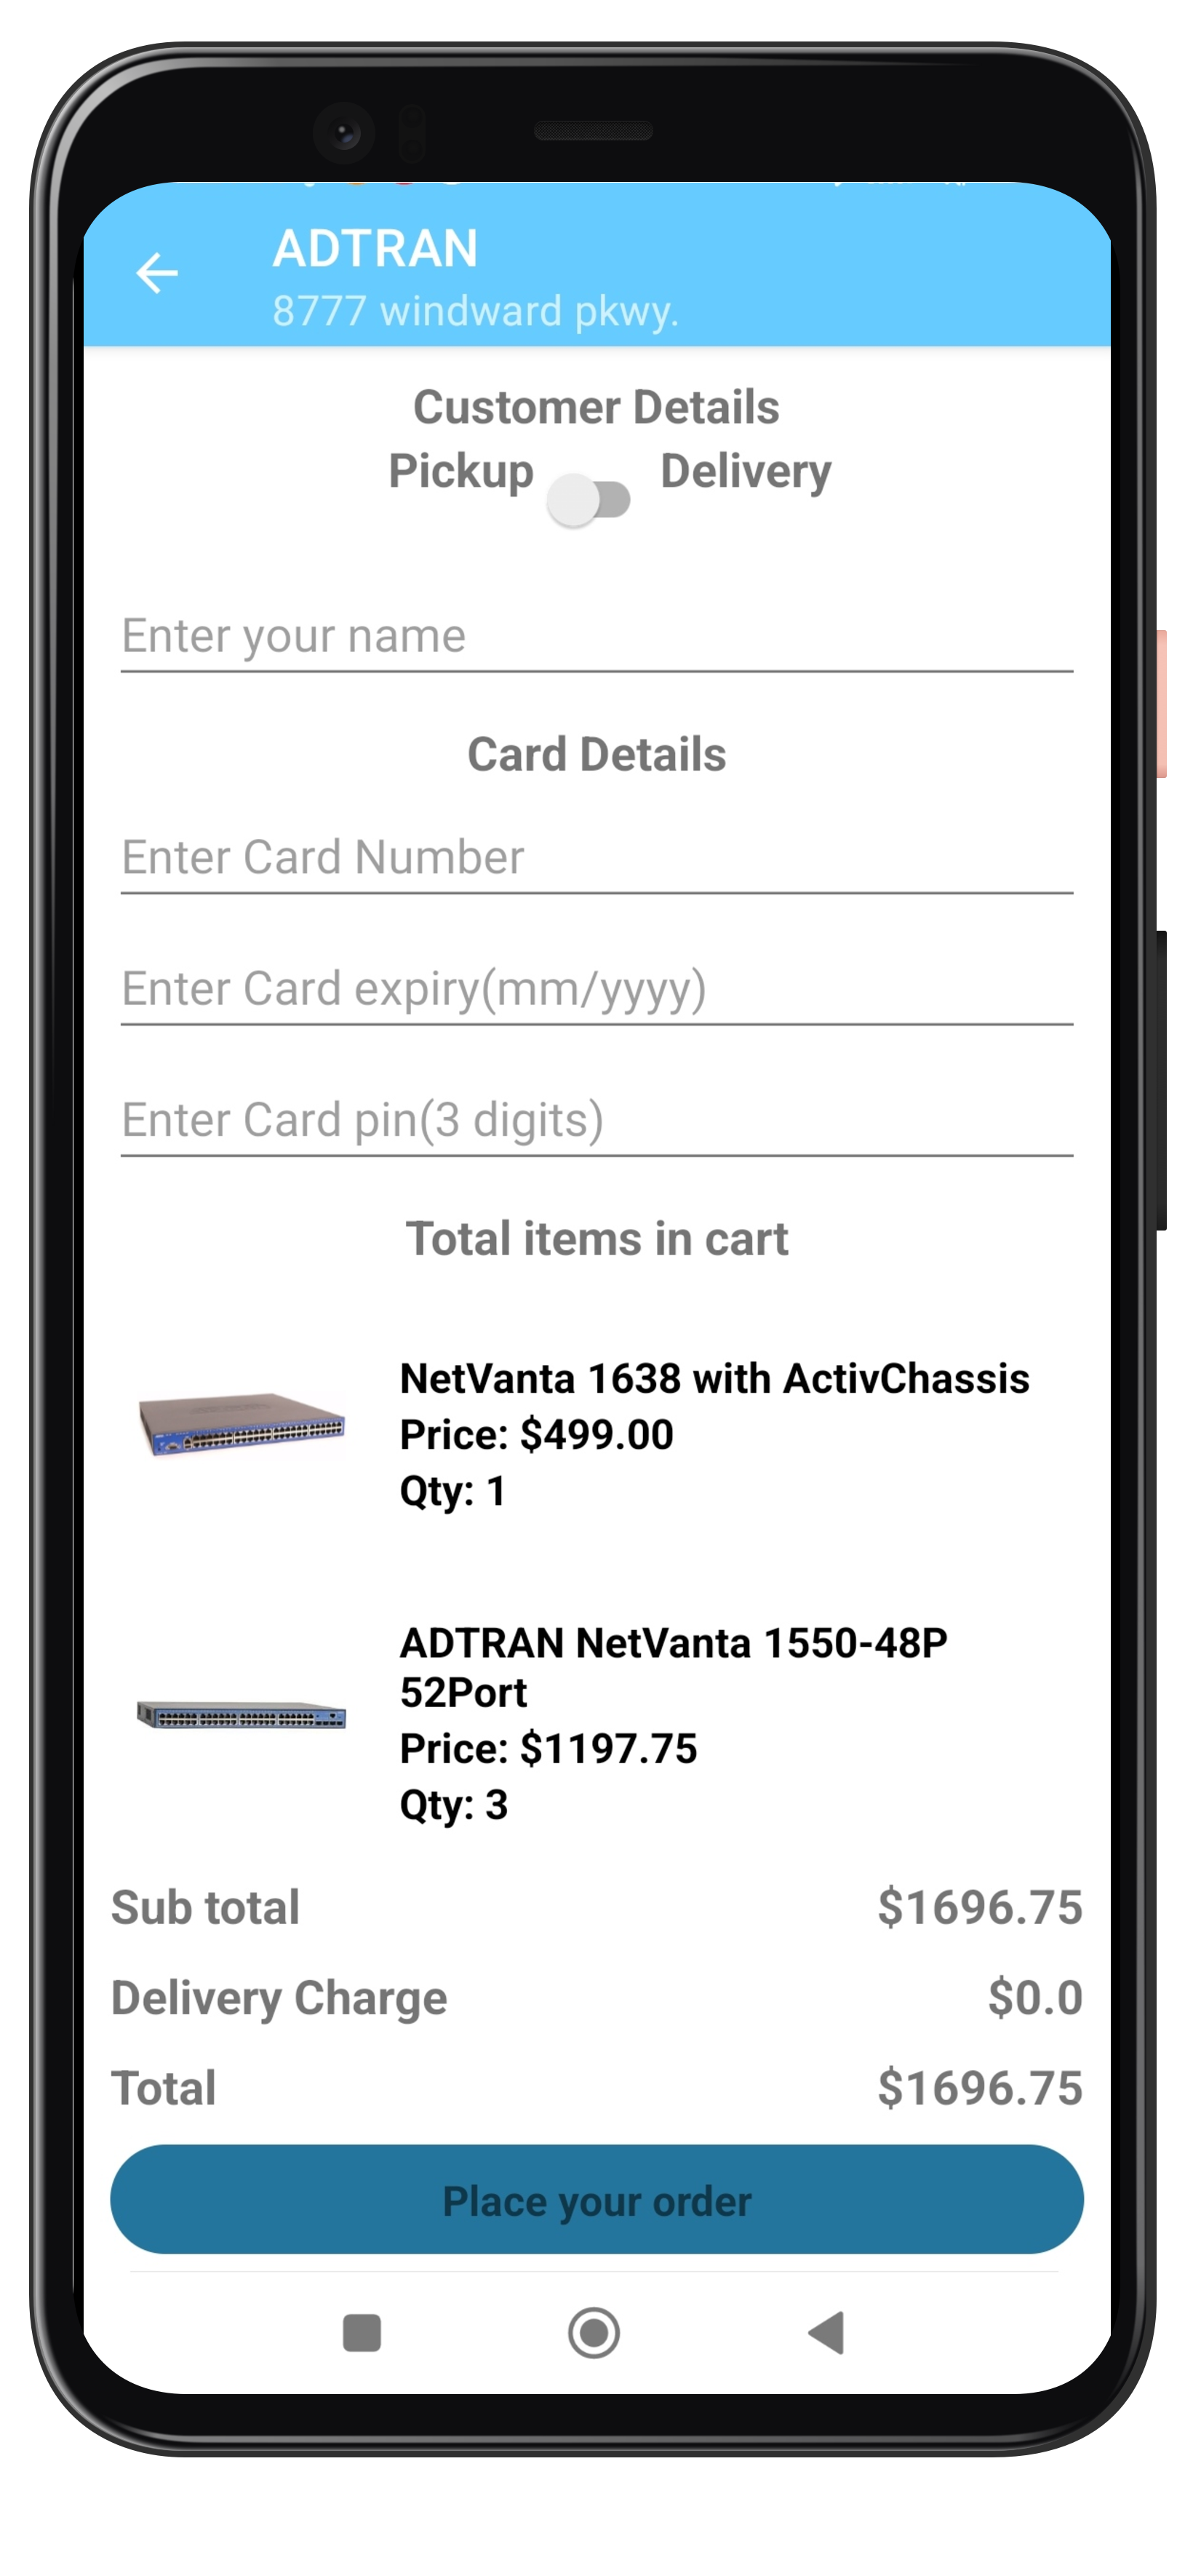 ADTRAN
8777 windward pkwy.
Customer Details
Pickup Delivery
Enter your name
Card Details
Enter Card Number
Enter Card expiry(mm/yyyy)
Enter Card pin(3 digits)
Total items in cart
NetVanta 1638 with ActivChassis
Price: $499.00
Qty: 1
ADTRAN NetVanta 1550-48P
52Port
Price: $1197.75
Qty: 3
Sub total $1696.75
Delivery Charge $0.0
Total $1696.75
Place your order